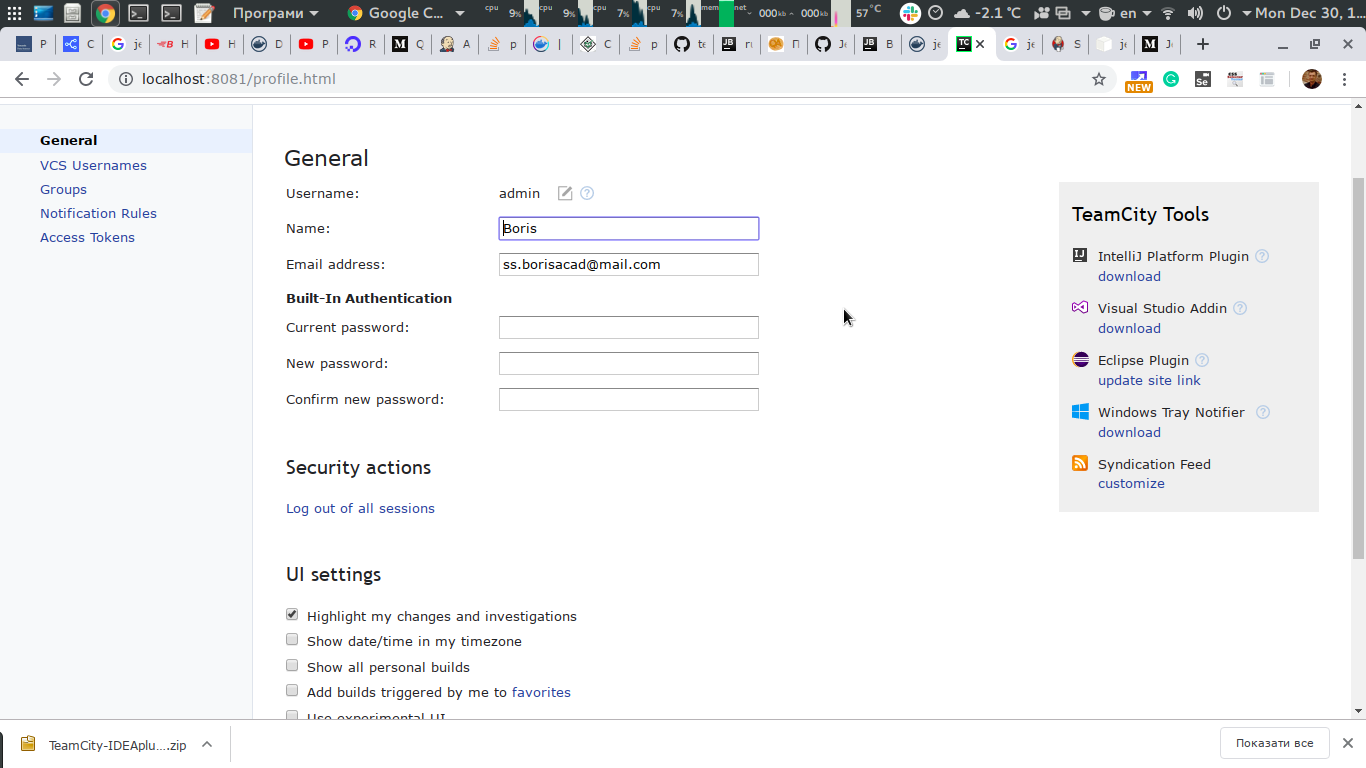 Програми
Google C...
cpu 9% cpu 9% cpu 7% cpu 7% mem net 000kb 000kb 57°C
-2.1 °C
en
Mon Dec 30, 1...
P C je H H D P R Q A p | C p te ru П Je B je je S je J
localhost:8081/profile.html
NEW
Se
General
VCS Usernames
Groups
Notification Rules
Access Tokens
General
Username: admin
Name: Boris
Email address: ss.borisacad@mail.com
Built-In Authentication
Current password:
New password:
Confirm new password:
Security actions
Log out of all sessions
UI settings
Highlight my changes and investigations
Show date/time in my timezone
Show all personal builds
Add builds triggered by me to favorites
Use experimental UI
TeamCity Tools
IntelliJ Platform Plugin
download
Visual Studio Addin
download
Eclipse Plugin
update site link
Windows Tray Notifier
download
Syndication Feed
customize
TeamCity-IDEAplu....zip
Показати все